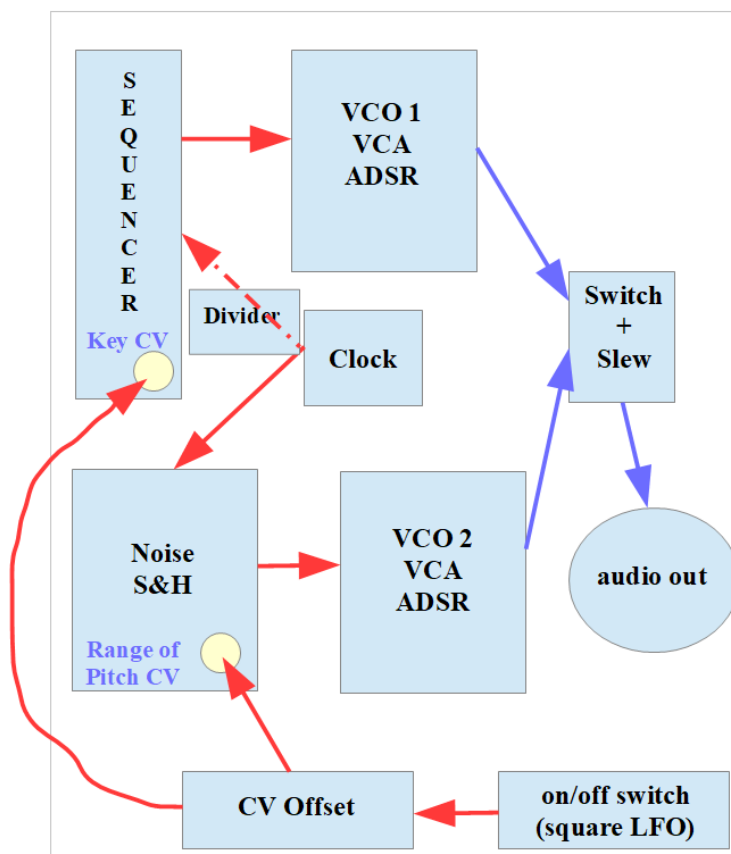 S
E
Q
U
E
N
C
E
R
Key CV
VCO 1
VCA
ADSR
Divider
Clock
Switch
+
Slew
Noise
S&H
Range of
Pitch CV
VCO 2
VCA
ADSR
audio out
CV Offset
on/off switch
(square LFO)